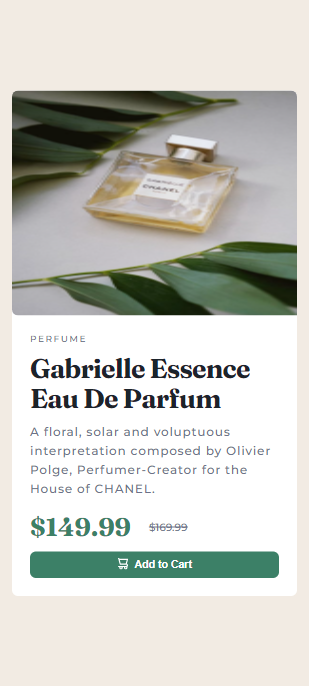 GABRIELLE
CHANEL
PERFUME
Gabrielle Essence
Eau De Parfum
A floral, solar and voluptuous
interpretation composed by Olivier
Polge, Perfumer-Creator for the
House of CHANEL.
$149.99 $169.99
Add to Cart